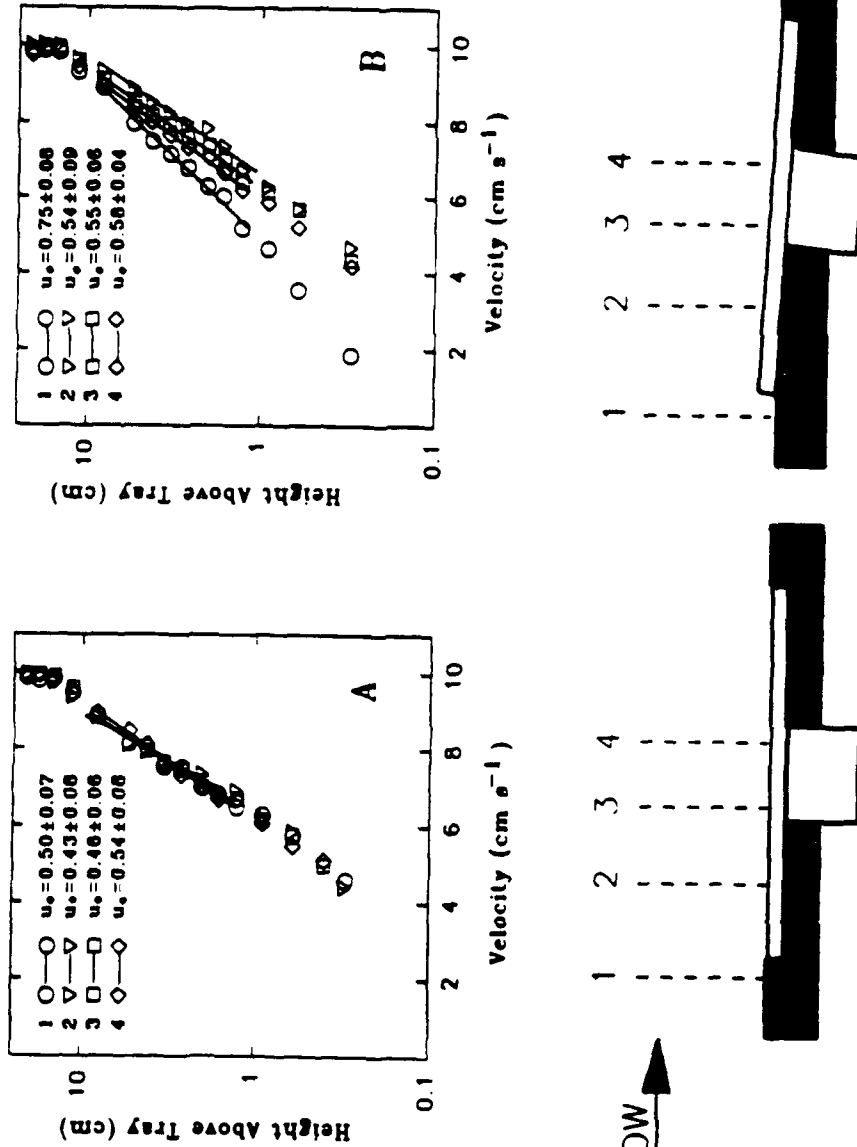 Height Above Tray (cm)
10
1
0.1
1 u*=0.50±0.07
2 u*=0.43±0.08
3 u*=0.46±0.06
4 u*=0.54±0.08
A
2 4 6 8 10
Velocity (cm s⁻¹)
Height Above Tray (cm)
10
1
0.1
1 u*=0.75±0.08
2 u*=0.54±0.09
3 u*=0.55±0.06
4 u*=0.58±0.04
B
2 4 6 8 10
Velocity (cm s⁻¹)
OW
1 2 3 4
1 2 3 4